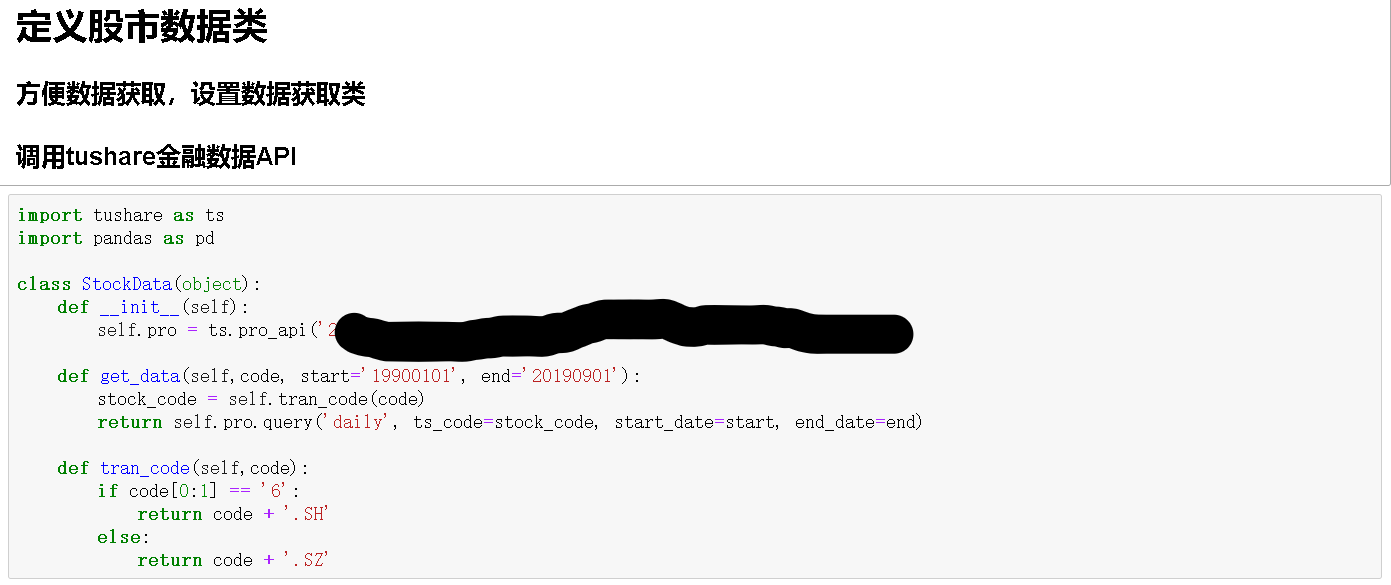 定义股市数据类
方便数据获取，设置数据获取类
调用tushare金融数据API
import tushare as ts
import pandas as pd
class StockData(object):
def __init__(self):
self.pro = ts.pro_api('2
def get_data(self,code, start='19900101', end='20190901'):
stock_code = self.tran_code(code)
return self.pro.query('daily', ts_code=stock_code, start_date=start, end_date=end)
def tran_code(self,code):
if code[0:1] == '6':
return code + '.SH'
else:
return code + '.SZ'